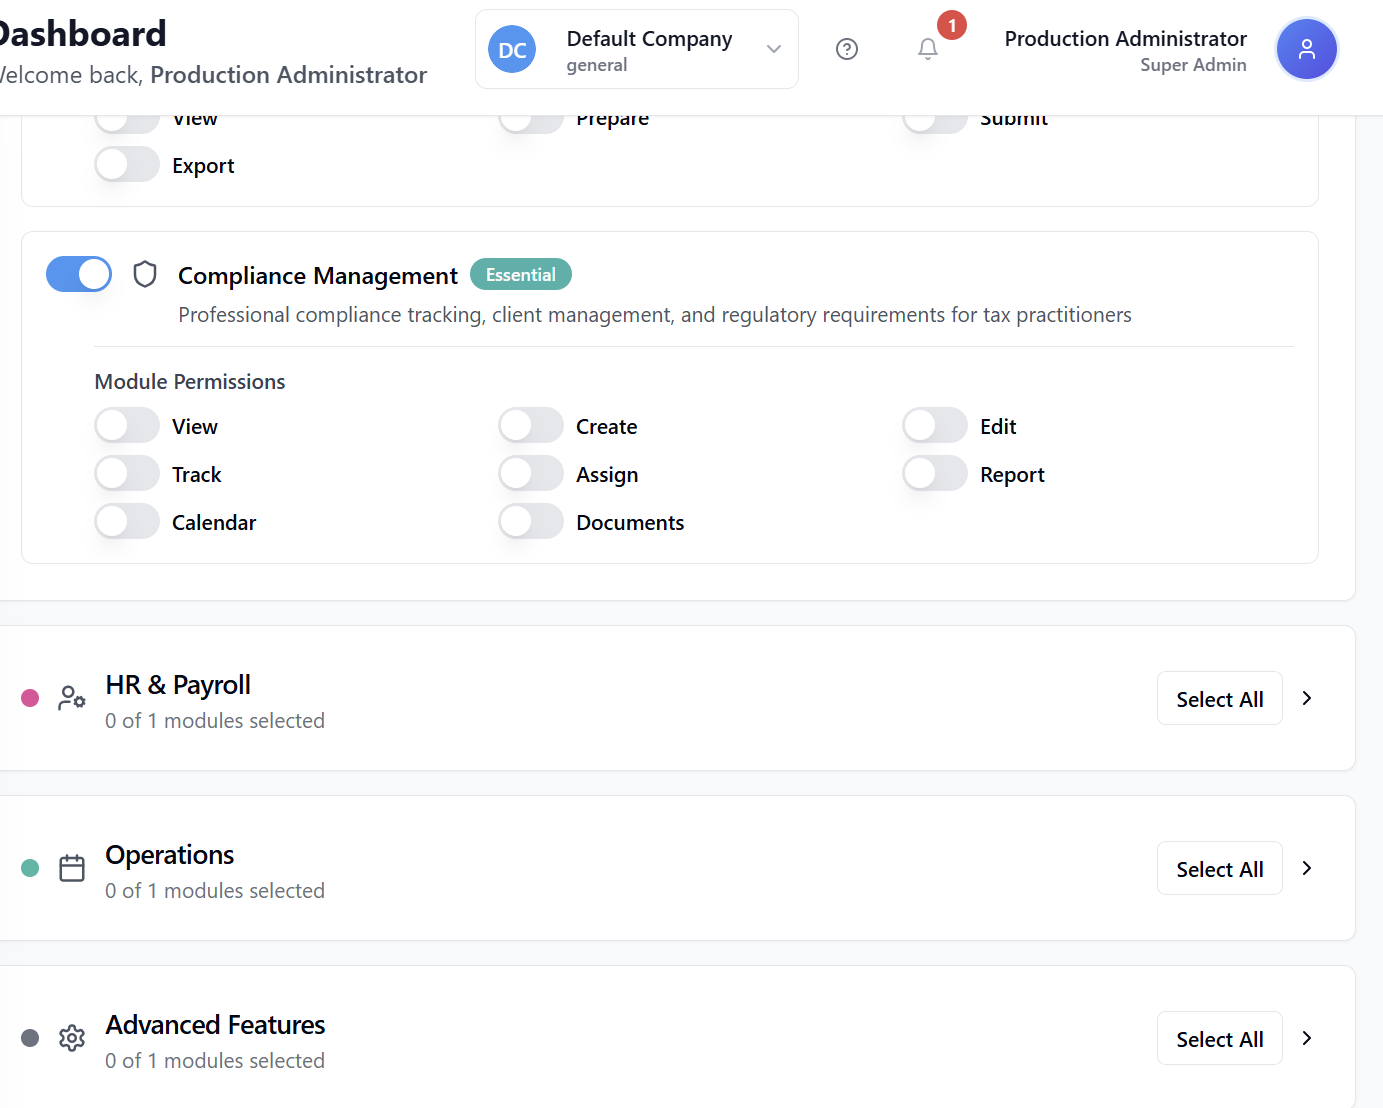 Dashboard
Welcome back, Production Administrator
DC
Default Company
general
1
Production Administrator
Super Admin
View
Prepare
Submit
Export
Compliance Management
Essential
Professional compliance tracking, client management, and regulatory requirements for tax practitioners
Module Permissions
View
Create
Edit
Track
Assign
Report
Calendar
Documents
HR & Payroll
0 of 1 modules selected
Select All
Operations
0 of 1 modules selected
Select All
Advanced Features
0 of 1 modules selected
Select All